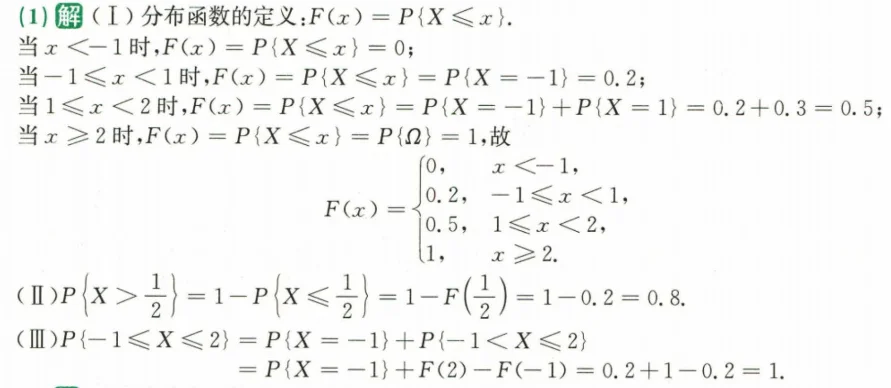 (1) 解 (Ⅰ)分布函数的定义:F(x) = P{X ⩽ x}.
当 x <−1 时,F(x) = P{X ⩽ x} = 0;
当 −1 ⩽ x < 1 时,F(x) = P{X ⩽ x} = P{X = −1} = 0.2;
当 1 ⩽ x < 2 时,F(x) = P{X ⩽ x} = P{X = −1} + P{X = 1} = 0.2 + 0.3 = 0.5;
当 x ⩾ 2 时,F(x) = P{X ⩽ x} = P{Ω} = 1,故
F(x) = {0, x <−1,
0.2, −1 ⩽ x < 1,
0.5, 1 ⩽ x < 2,
1, x ⩾ 2.
(Ⅱ)P{X > 1/2} = 1 − P{X ⩽ 1/2} = 1 − F(1/2) = 1 − 0.2 = 0.8.
(Ⅲ)P{−1 ⩽ X ⩽ 2} = P{X = −1} + P{−1 < X ⩽ 2}
= P{X = −1} + F(2) − F(−1) = 0.2 + 1 − 0.2 = 1.